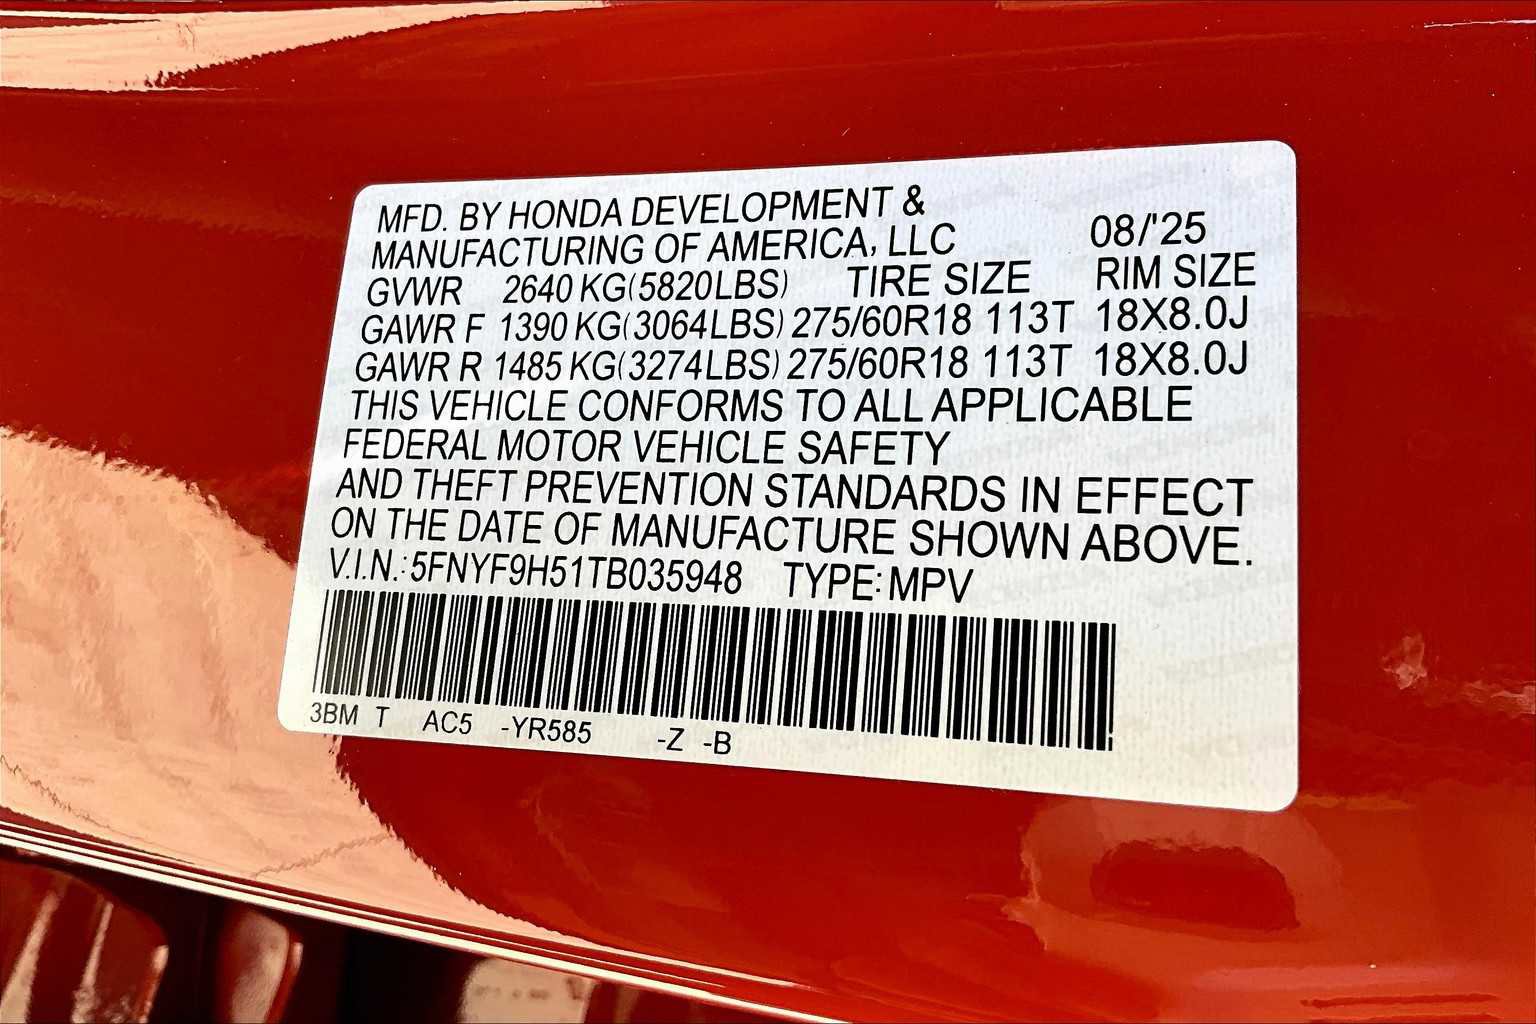 MFD. BY HONDA DEVELOPMENT &
MANUFACTURING OF AMERICA, LLC 08/'25
GVWR 2640 KG(5820LBS) TIRE SIZE RIM SIZE
GAWR F 1390 KG(3064LBS) 275/60R18 113T 18X8.0J
GAWR R 1485 KG(3274LBS) 275/60R18 113T 18X8.0J
THIS VEHICLE CONFORMS TO ALL APPLICABLE
FEDERAL MOTOR VEHICLE SAFETY
AND THEFT PREVENTION STANDARDS IN EFFECT
ON THE DATE OF MANUFACTURE SHOWN ABOVE.
V.I.N.:5FNYF9H51TB035948 TYPE:MPV
3BM T AC5 -YR585 -Z -B